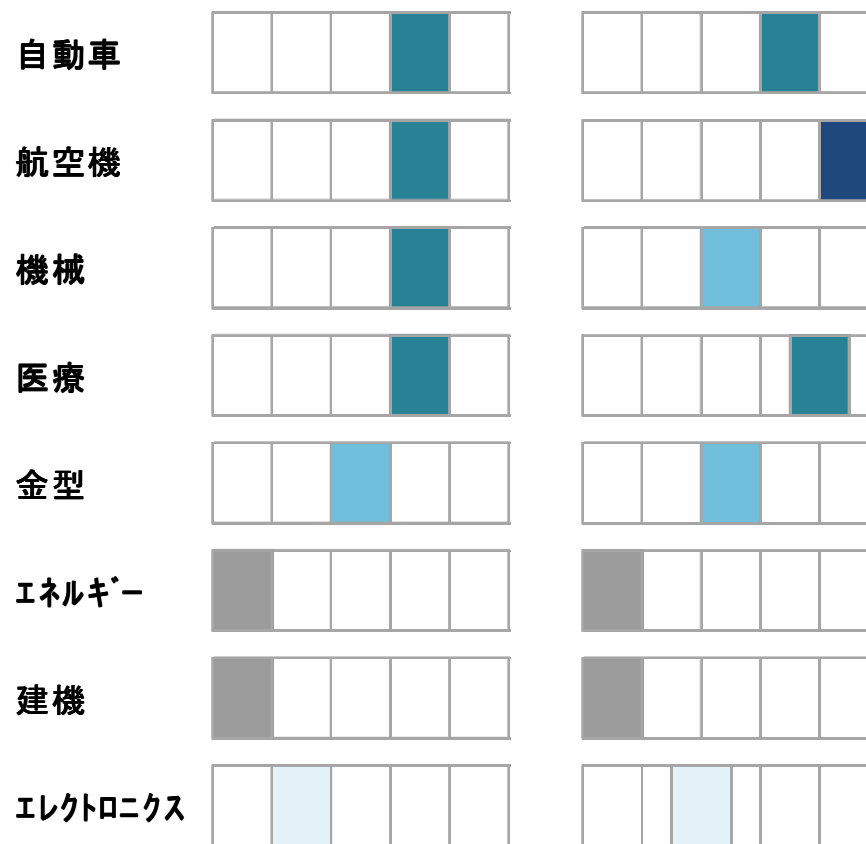 自動車
航空機
機械
医療
金型
ｴﾈﾙｷﾞｰ
建機
ｴﾚｸﾄﾛﾆｸｽ